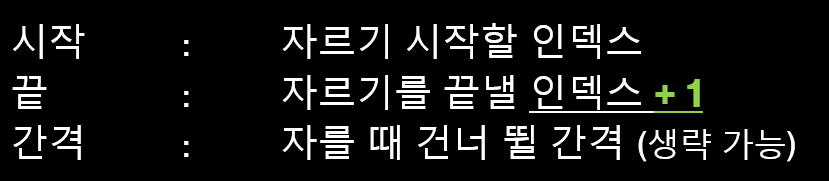 시작 : 자르기 시작할 인덱스
끝 : 자르기를 끝낼 인덱스 + 1
간격 : 자를 때 건너 뛸 간격 (생략 가능)